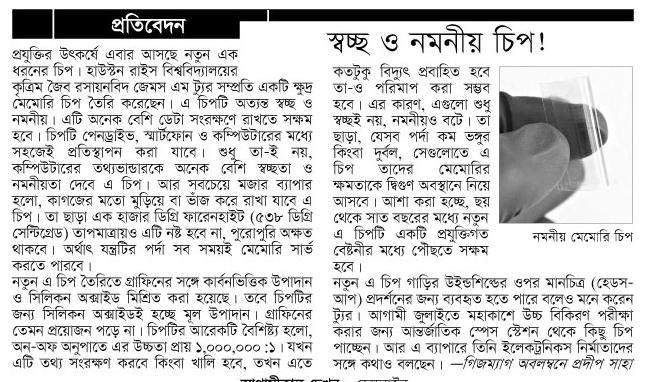 প্রতিবেদন
স্বচ্ছ ও নমনীয় চিপ!
প্রযুক্তির উৎকর্ষে এবার আসছে নতুন এক
ধরনের চিপ। হাউস্টন রাইস বিশ্ববিদ্যালয়ের
কৃত্রিম জৈব রসায়নবিদ জেমস এম ট্যুর সম্প্রতি একটি ক্ষুদ্র
মেমোরি চিপ তৈরি করেছেন। এ চিপটি অত্যন্ত স্বচ্ছ ও
নমনীয়। এটি অনেক বেশি ডেটা সংরক্ষণে রাখতে সক্ষম
হবে। চিপটি পেনড্রাইভ, স্মার্টফোন ও কম্পিউটারের মধ্যে
সহজেই প্রতিস্থাপন করা যাবে। শুধু তা-ই নয়,
কম্পিউটারের তথ্যভান্ডারকে অনেক বেশি স্বচ্ছতা ও
নমনীয়তা দেবে এ চিপ। আর সবচেয়ে মজার ব্যাপার
হলো, কাগজের মতো মুড়িয়ে বা ভাঁজ করে রাখা যাবে এ
চিপ। তা ছাড়া এক হাজার ডিগ্রি ফারেনহাইট (৫৩৮ ডিগ্রি
সেন্টিগ্রেড) তাপমাত্রায়ও এটি নষ্ট হবে না, পুরোপুরি অক্ষত
থাকবে। অর্থাৎ যন্ত্রটির পর্দা সব সময়ই মেমোরি সার্ভ
করতে পারবে।
নতুন এ চিপ তৈরিতে গ্রাফিনের সঙ্গে কার্বনভিত্তিক উপাদান
ও সিলিকন অক্সাইড মিশ্রিত করা হয়েছে। তবে চিপটির
জন্য সিলিকন অক্সাইডই হচ্ছে মূল উপাদান। গ্রাফিনের
তেমন প্রয়োজন পড়ে না। চিপটির আরেকটি বৈশিষ্ট্য হলো,
অন-অফ অনুপাতে এর উচ্চতা প্রায় ১,০০০,০০০ :১। যখন
এটি তথ্য সংরক্ষণ করবে কিংবা খালি হবে, তখন এতে
কতটুকু বিদ্যুৎ প্রবাহিত হবে
তা-ও পরিমাপ করা সম্ভব
হবে। এর কারণ, এগুলো শুধু
স্বচ্ছই নয়, নমনীয়ও বটে। তা
ছাড়া, যেসব পর্দা কম ভঙ্গুর
কিংবা দুর্বল, সেগুলোতে এ
চিপ তাদের মেমোরির
ক্ষমতাকে দ্বিগুণ অবস্থানে নিয়ে
আসবে। আশা করা হচ্ছে, ছয়
থেকে সাত বছরের মধ্যে নতুন
এ চিপটি একটি প্রযুক্তিগত
বেষ্টনীর মধ্যে পৌছতে সক্ষম
হবে।
নমনীয় মেমোরি চিপ
নতুন এ চিপ গাড়ির উইন্ডশিল্ডের ওপর মানচিত্র (হেডস-
আপ) প্রদর্শনের জন্য ব্যবহৃত হতে পারে বলেও মনে করেন
ট্যুর। আগামী জুলাইতে মহাকাশে উচ্চ বিকিরণ পরীক্ষা
করার জন্য আন্তর্জাতিক স্পেস স্টেশন থেকে কিছু চিপ
পাচ্ছেন। আর এ ব্যাপারে তিনি ইলেকট্রনিকস নির্মাতাদের
সঙ্গে কথাও বলছেন। —গিজম্যাগ অবলম্বনে প্রদীপ সাহা